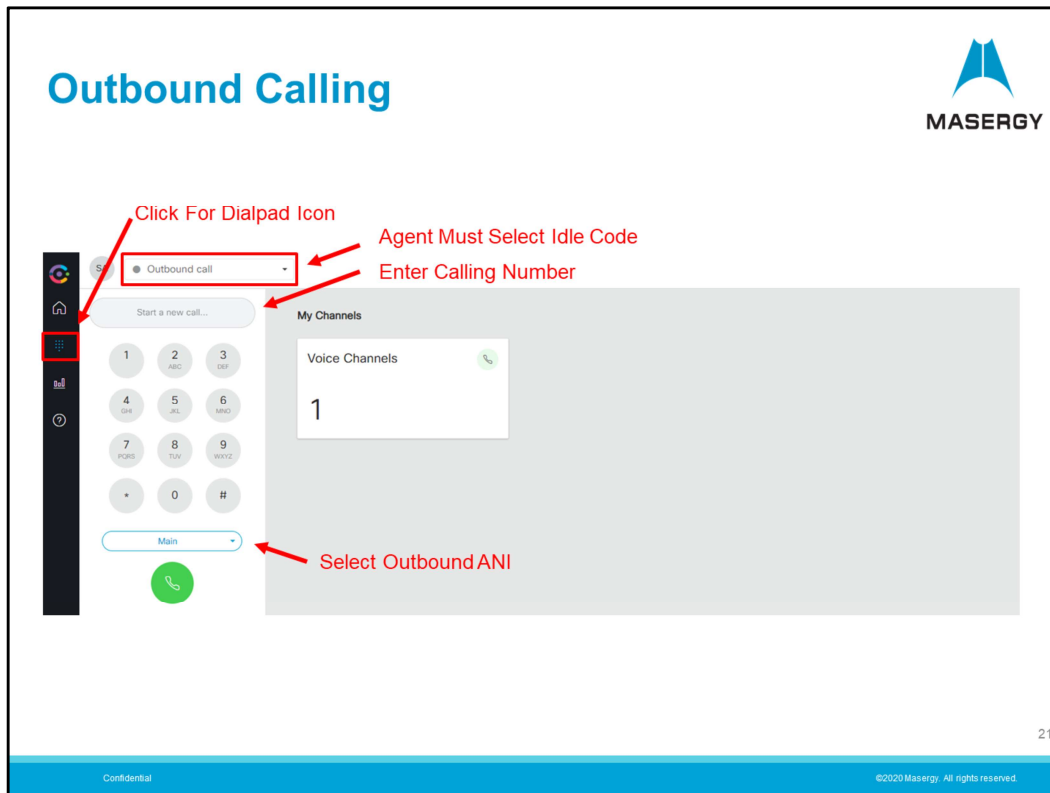 Outbound Calling
MASERGY
Click For Dialpad Icon
Agent Must Select Idle Code
Outbound call
Enter Calling Number
Start a new call...
My Channels
1
2
3
ABC
DEF
Voice Channels
4
5
6
GHI
JKL
MNO
1
7
8
9
PQRS
TUV
WXYZ
*
0
#
Main
Select Outbound ANI
21
Confidential
©2020 Masergy. All rights reserved.